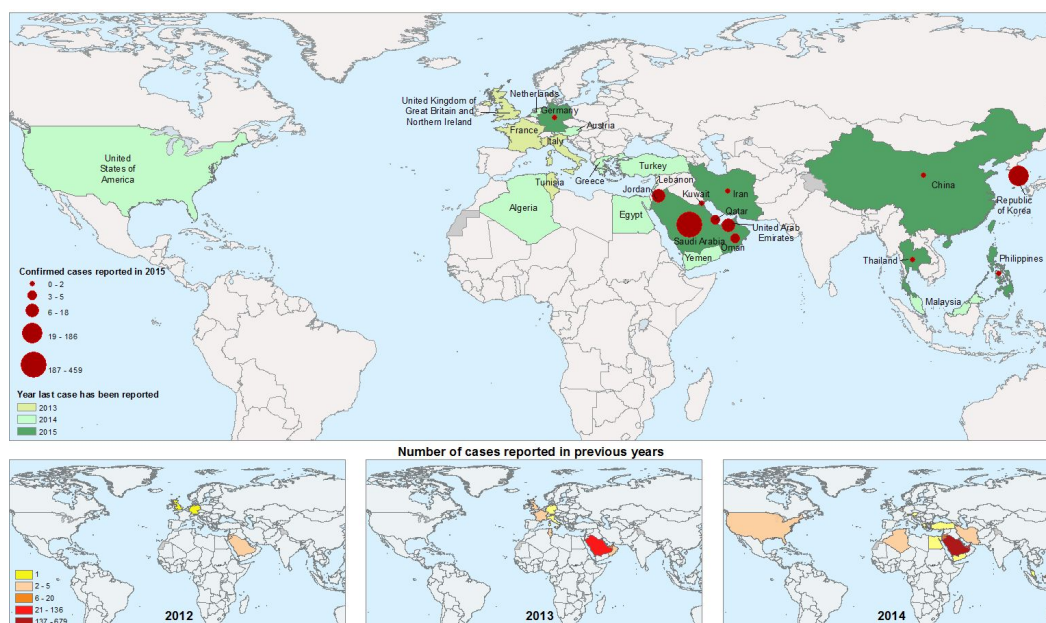 Netherlands
United Kingdom of
Great Britain and
Northern Ireland
Germany
Austria
France
Italy
United
States of
America
Greece
Turkey
Tunisia
Lebanon
Jordan
Kuwait
Iran
China
Republic
of Korea
Algeria
Egypt
Qatar
United Arab
Emirates
Saudi Arabia
Oman
Yemen
Thailand
Philippines
Malaysia
Confirmed cases reported in 2015
0 - 2
3 - 5
6 - 18
19 - 186
187 - 459
Year last case has been reported
2013
2014
2015
Number of cases reported in previous years
1
2 - 5
6 - 20
21 - 136
137 - 679
2012
2013
2014